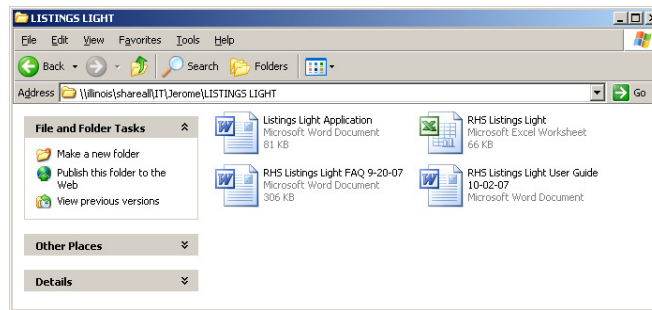 LISTINGS LIGHT
File Edit View Favorites Tools Help
Back Search Folders
Address \\illinois\shareall\IT\Jerome\LISTINGS LIGHT Go
File and Folder Tasks
Make a new folder
Publish this folder to the
Web
View previous versions
Other Places
Details
Listings Light Application
Microsoft Word Document
81 KB
RHS Listings Light
Microsoft Excel Worksheet
66 KB
RHS Listings Light FAQ 9-20-07
Microsoft Word Document
306 KB
RHS Listings Light User Guide
10-02-07
Microsoft Word Document